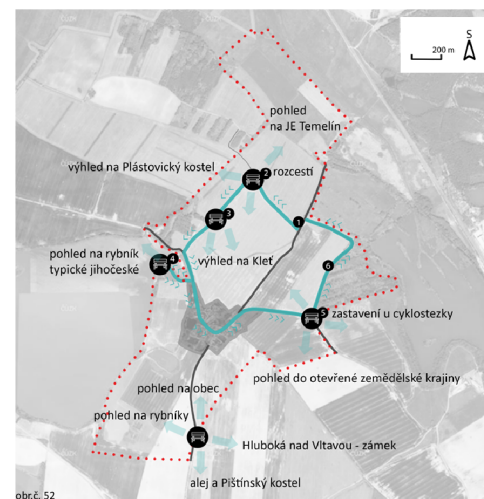 S
200 m
pohled
na JE Temelín
výhled na Plástovický kostel
2
rozcestí
3
1
4
pohled na rybník
typické jihočeské
výhled na Kleť
6
5
zastavení u cyklostezky
pohled do otevřené zemědělské krajiny
pohled na obec
pohled na rybníky
Hluboká nad Vltavou - zámek
alej a Pištínský kostel
obr.č. 52